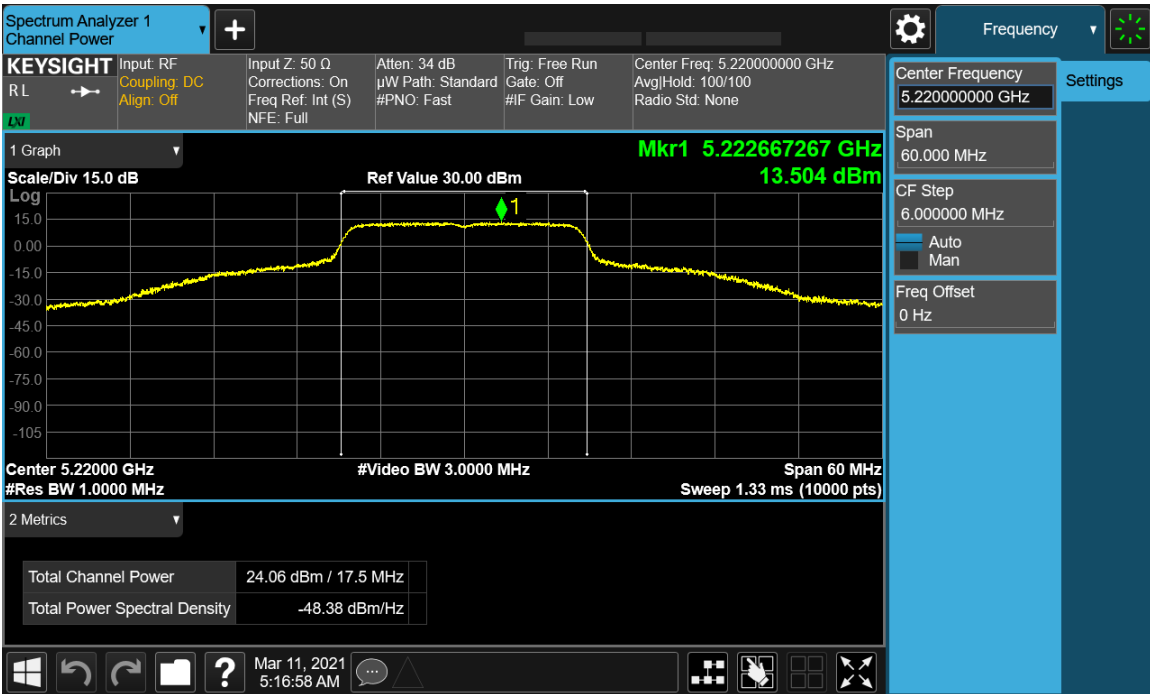 Spectrum Analyzer 1
Channel Power
+
Frequency
KEYSIGHT
RL
LXI
Input: RF
Coupling: DC
Align: Off
Input Z: 50 Ω
Corrections: On
Freq Ref: Int (S)
NFE: Full
Atten: 34 dB
µW Path: Standard
#PNO: Fast
Trig: Free Run
Gate: Off
#IF Gain: Low
Center Freq: 5.220000000 GHz
Avg|Hold: 100/100
Radio Std: None
Center Frequency
5.220000000 GHz
Settings
Span
60.000 MHz
CF Step
6.000000 MHz
Auto
Man
Freq Offset
0 Hz
1 Graph
Mkr1 5.222667267 GHz
13.504 dBm
Scale/Div 15.0 dB
Ref Value 30.00 dBm
Log
1
15.0
0.00
-15.0
-30.0
-45.0
-60.0
-75.0
-90.0
-105
Center 5.22000 GHz
#Video BW 3.0000 MHz
Span 60 MHz
#Res BW 1.0000 MHz
Sweep 1.33 ms (10000 pts)
2 Metrics
Total Channel Power
24.06 dBm / 17.5 MHz
Total Power Spectral Density
-48.38 dBm/Hz
?
Mar 11, 2021
5:16:58 AM